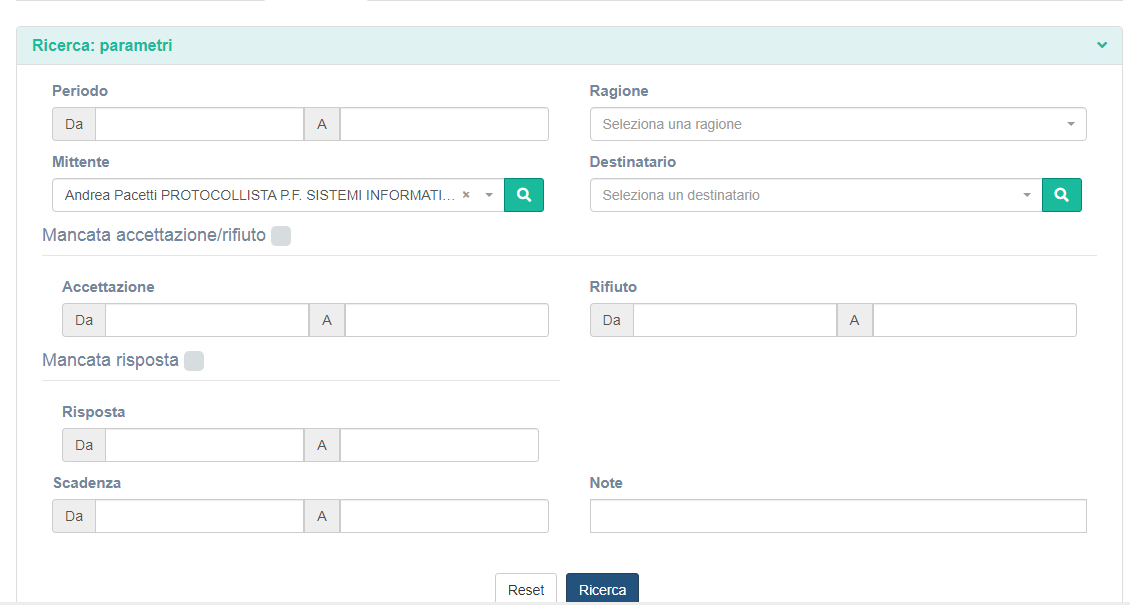 Ricerca: parametri
Periodo
Ragione
Da A
Seleziona una ragione
Mittente
Destinatario
Andrea Pacetti PROTOCOLLISTA P.F. SISTEMI INFORMATI... ×
Seleziona un destinatario
Mancata accettazione/rifiuto
Accettazione
Rifiuto
Da A
Da A
Mancata risposta
Risposta
Da A
Scadenza
Note
Da A
Reset Ricerca